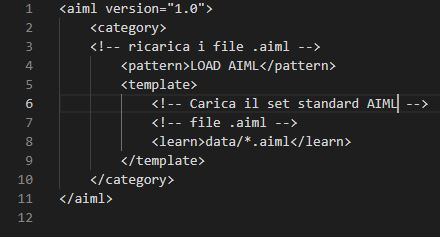 1 <aiml version="1.0">
2 <category>
3 <!-- ricarica i file .aiml -->
4 <pattern>LOAD AIML</pattern>
5 <template>
6 <!-- Carica il set standard AIML -->
7 <!-- file .aiml -->
8 <learn>data/*.aiml</learn>
9 </template>
10 </category>
11 </aiml>
12